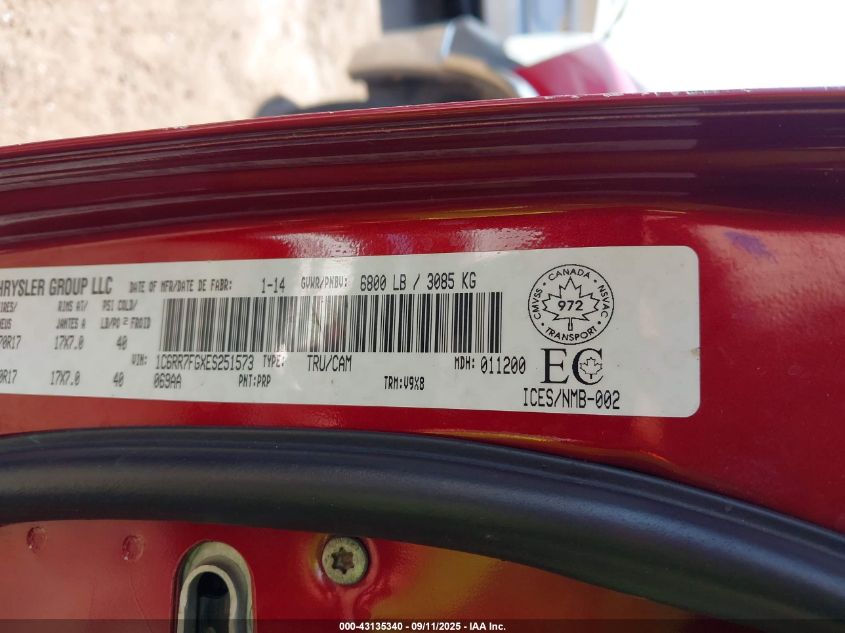 HRYSLER GROUP LLC DATE OF MFR/DATE DE FABR: 1-14 GVWR/PNBV: 6800 LB / 3085 KG
RIMS AT/ PSI COLD/
JANTES A LB/PO² FROID
70R17 17X7.0 40
VIN: 1C6RR7FGXES251573 TYPE: TRU/CAM MDH: 011200
0R17 17X7.0 40 069AA PNT:PRP TRM:V9X8
CMVSS · CANADA · NSVAC
972
TRANSPORT
EC
ICES/NMB-002
000-43135340 - 09/11/2025 - IAA Inc.